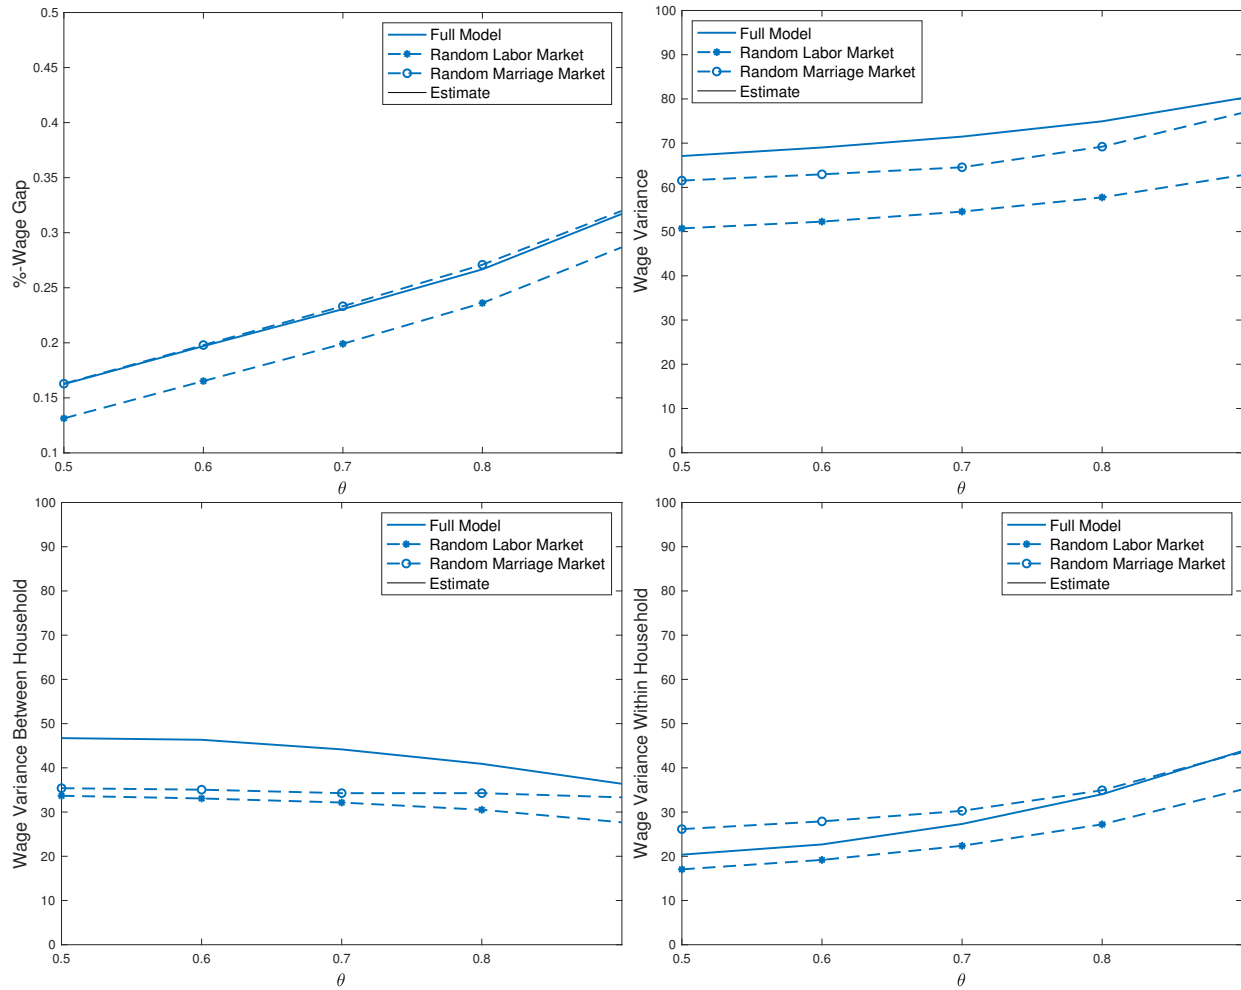 0.5
0.45
0.4
0.35
0.3
0.25
0.2
0.15
0.1
%-Wage Gap
Full Model
Random Labor Market
Random Marriage Market
Estimate
0.5 0.6 0.7 0.8
θ
100
90
80
70
60
50
40
30
20
10
0
Wage Variance
Full Model
Random Labor Market
Random Marriage Market
Estimate
0.5 0.6 0.7 0.8
θ
100
90
80
70
60
50
40
30
20
10
0
Wage Variance Between Household
Full Model
Random Labor Market
Random Marriage Market
Estimate
0.5 0.6 0.7 0.8
θ
100
90
80
70
60
50
40
30
20
10
0
Wage Variance Within Household
Full Model
Random Labor Market
Random Marriage Market
Estimate
0.5 0.6 0.7 0.8
θ